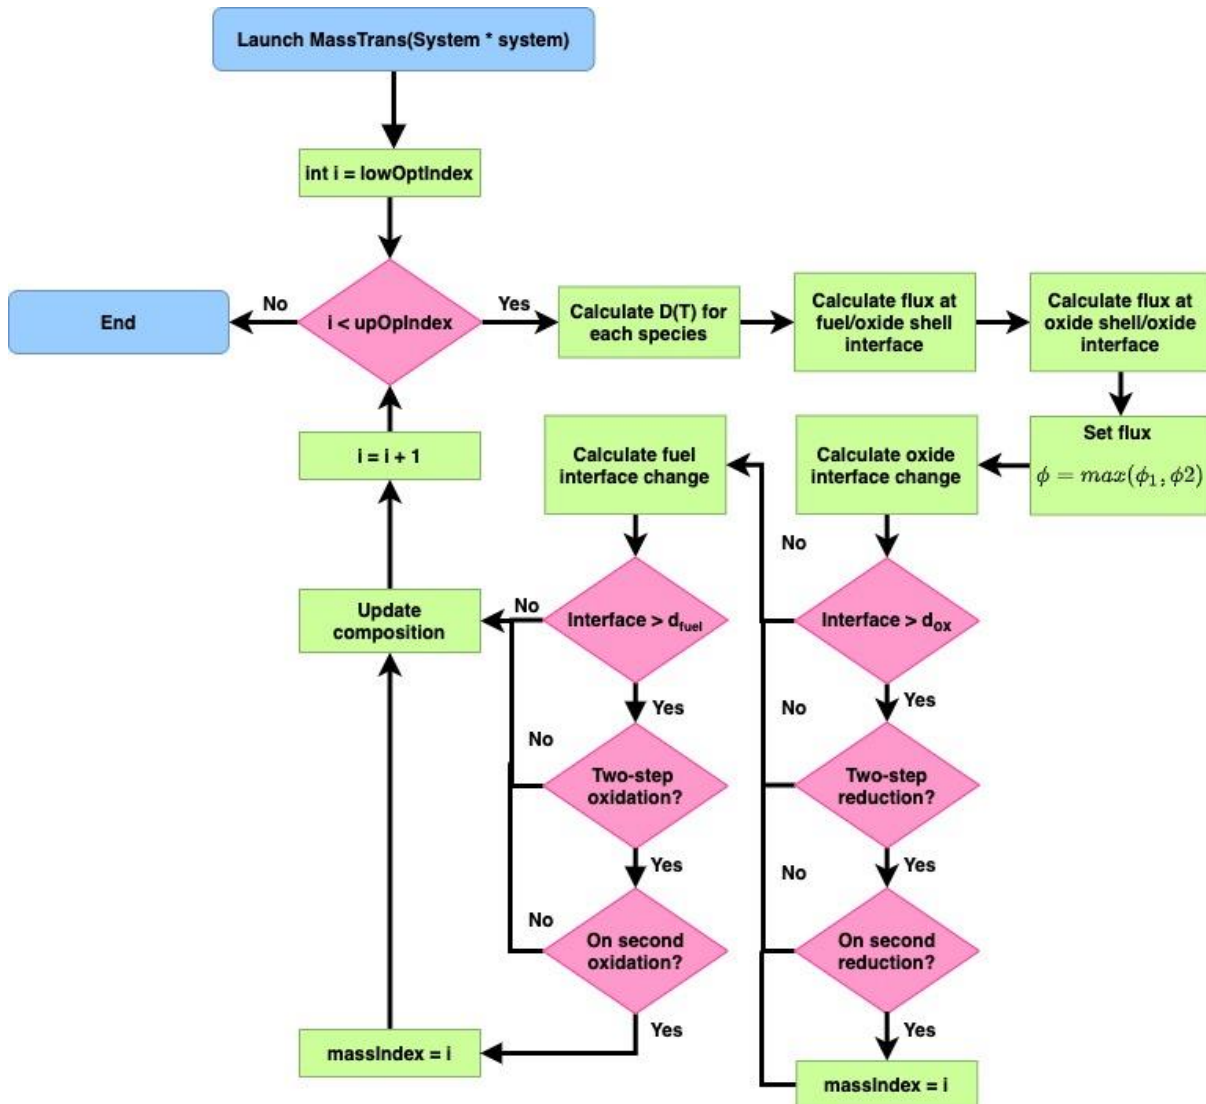 Launch MassTrans(System * system)
int i = lowOptIndex
End
No
i < upOpIndex
Yes
Calculate D(T) for
each species
Calculate flux at
fuel/oxide shell
interface
Calculate flux at
oxide shell/oxide
interface
Set flux
ϕ = max(ϕ₁, ϕ2)
Calculate oxide
interface change
Calculate fuel
interface change
i = i + 1
No
Interface > dfuel
No
Interface > dox
Update
composition
Yes
Yes
No
Two-step
oxidation?
No
Two-step
reduction?
Yes
Yes
No
On second
oxidation?
No
On second
reduction?
Yes
Yes
massIndex = i
massIndex = i